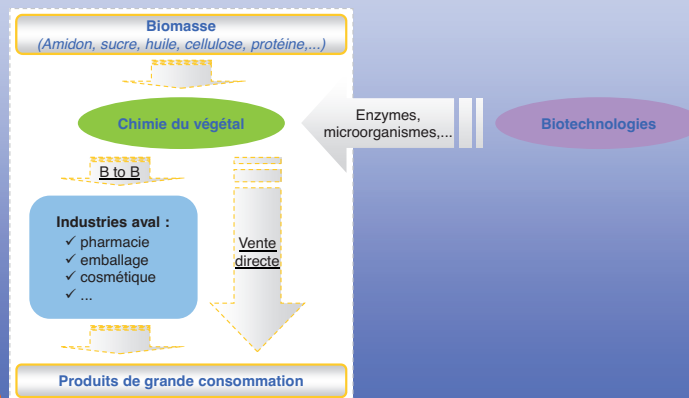 Biomasse
(Amidon, sucre, huile, cellulose, protéine,...)
Chimie du végétal
Enzymes,
microorganismes,...
Biotechnologies
B to B
Industries aval :
✓ pharmacie
✓ emballage
✓ cosmétique
✓ ...
Vente
directe
Produits de grande consommation